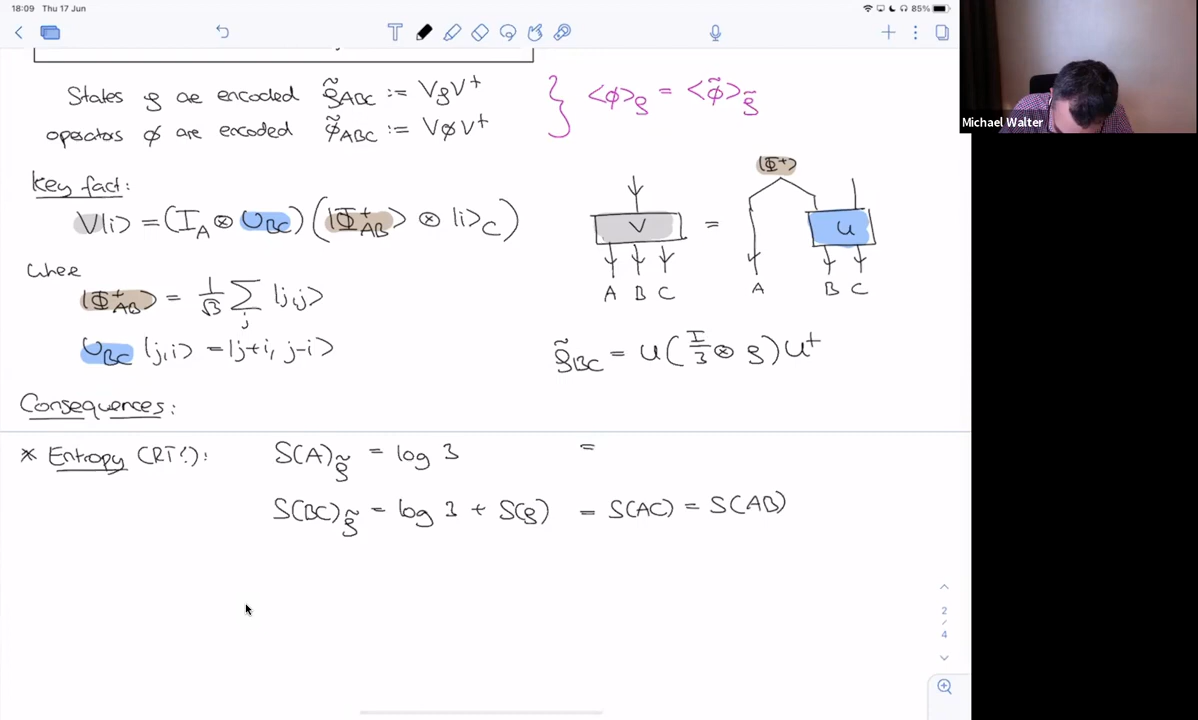 18:09 Thu 17 Jun
85%
States ρ are encoded ρ̃_ABC := VρV†
operators φ are encoded φ̃_ABC := VφV†
} <φ>_ρ = <φ̃>_ρ̃
Michael Walter
Key fact:
V|i> = (I_A ⊗ U_BC) (|Φ⁺_AB> ⊗ |i>_C)
|Φ⁺>
V = U
A B C A B C
where
|Φ⁺_AB> = 1/√3 ∑_j |j,j>
U_BC |j,i> = |j+i, j-i>
ρ̃_BC = U(I/3 ⊗ ρ)U†
Consequences:
* Entropy (RT!): S(A)_ρ̃ = log 3 =
S(BC)_ρ̃ = log 3 + S(ρ) = S(AC) = S(AB)
2
/
4